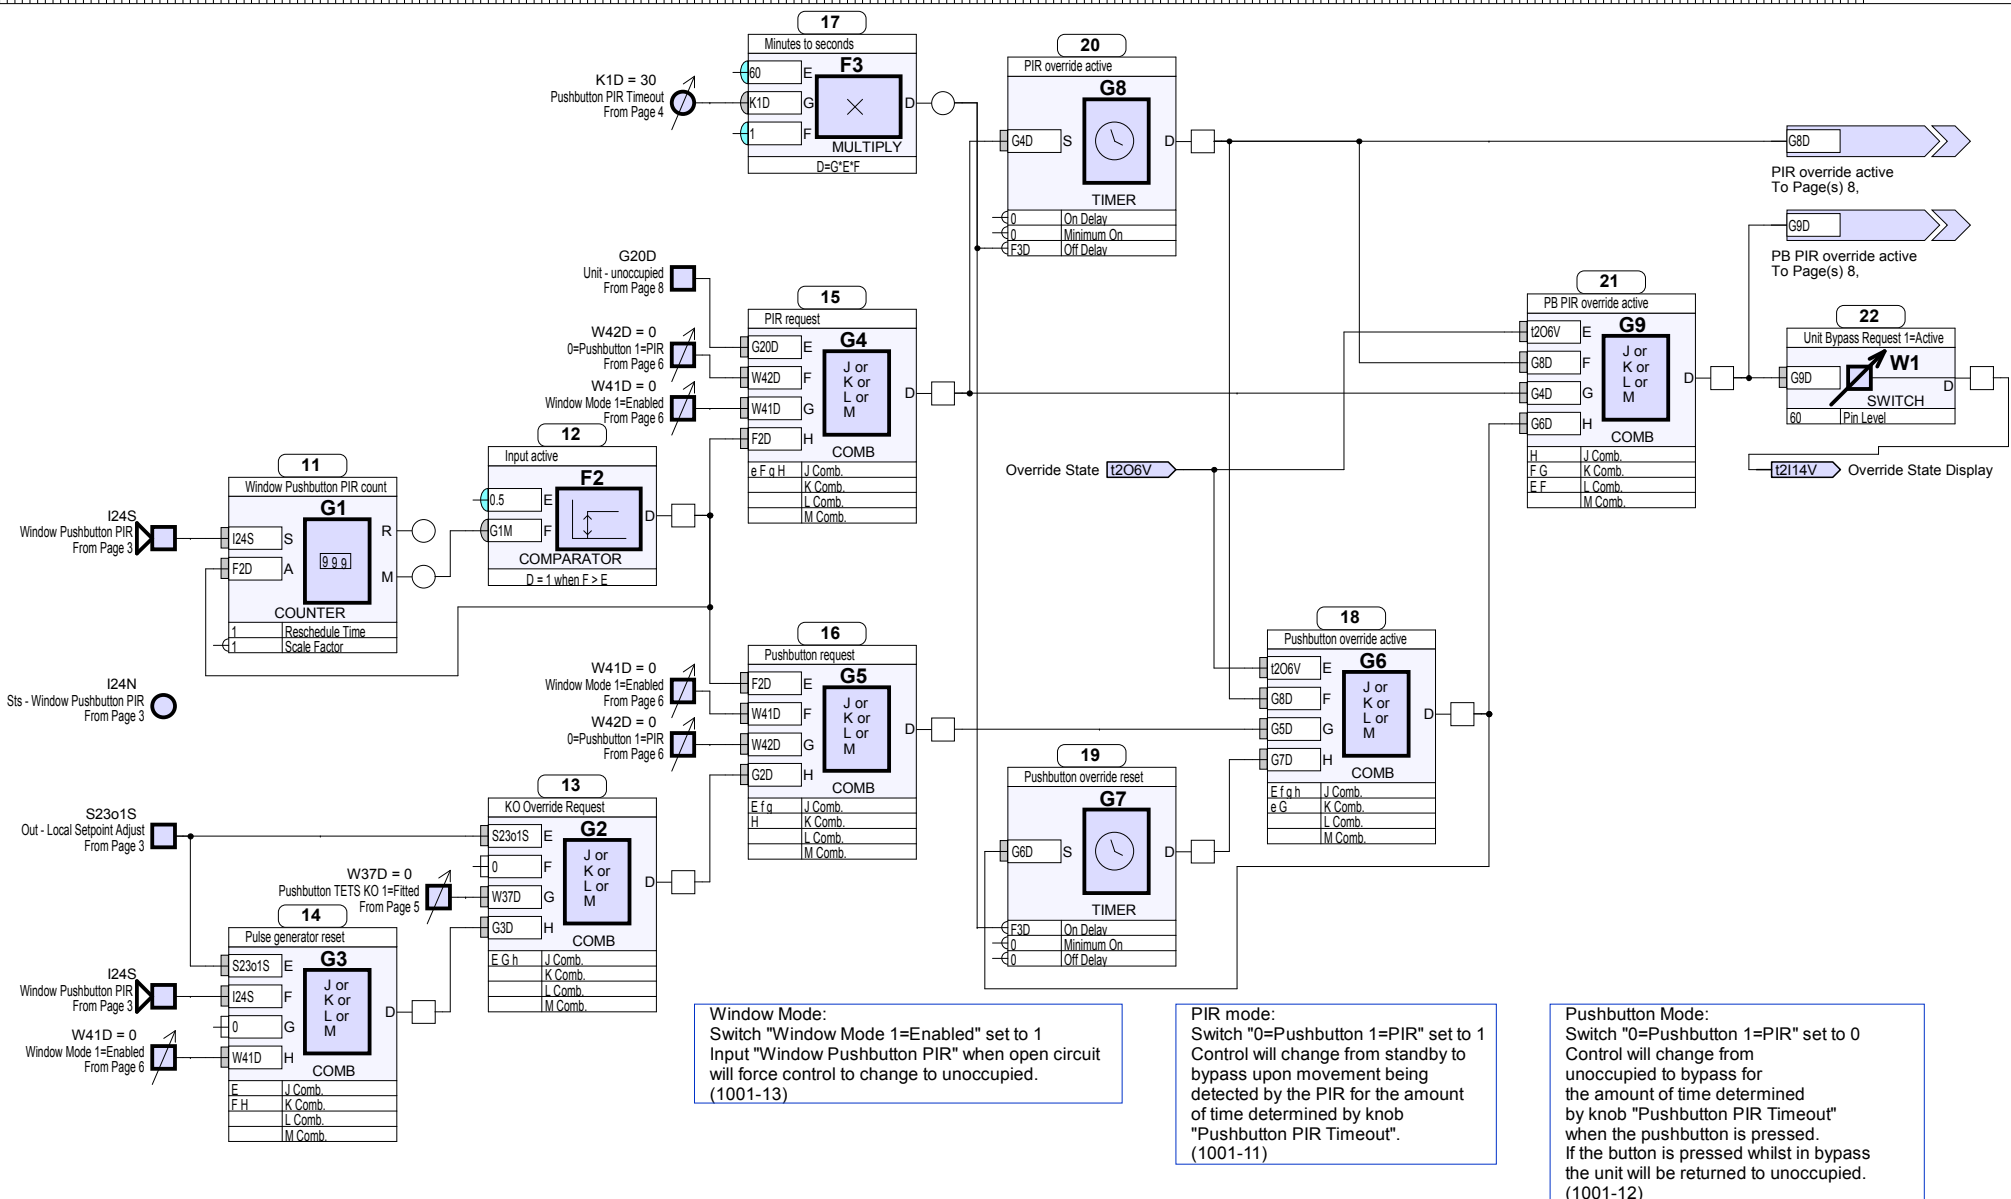 17
Minutes to seconds
F3
60 E
K1D G
1 F
D
MULTIPLY
D=G*E*F
K1D = 30
Pushbutton PIR Timeout
From Page 4
20
PIR override active
G8
G4D S
D
TIMER
0 On Delay
0 Minimum On
F3D Off Delay
G8D
PIR override active
To Page(s) 8,
G9D
PB PIR override active
To Page(s) 8,
G20D
Unit - unoccupied
From Page 8
W42D = 0
0=Pushbutton 1=PIR
From Page 6
W41D = 0
Window Mode 1=Enabled
From Page 6
15
PIR request
G4
G20D E
W42D F
W41D G
F2D H
J or
K or
L or
M
D
COMB
e F g H J Comb.
K Comb.
L Comb.
M Comb.
21
PB PIR override active
G9
t2O6V E
G8D F
G4D G
G6D H
J or
K or
L or
M
D
COMB
H J Comb.
F G K Comb.
E F L Comb.
M Comb.
22
Unit Bypass Request 1=Active
W1
G9D
D
SWITCH
60 Pin Level
t2I14V Override State Display
Override State t2O6V
12
Input active
F2
0.5 E
G1M F
D
COMPARATOR
D = 1 when F > E
11
Window Pushbutton PIR count
G1
I24S S
F2D A
999
R
M
COUNTER
1 Reschedule Time
1 Scale Factor
I24S
Window Pushbutton PIR
From Page 3
I24N
Sts - Window Pushbutton PIR
From Page 3
16
Pushbutton request
G5
F2D E
W41D F
W42D G
G2D H
J or
K or
L or
M
D
COMB
E f g J Comb.
H K Comb.
L Comb.
M Comb.
W41D = 0
Window Mode 1=Enabled
From Page 6
W42D = 0
0=Pushbutton 1=PIR
From Page 6
18
Pushbutton override active
G6
t2O6V E
G8D F
G5D G
G7D H
J or
K or
L or
M
D
COMB
E f g h J Comb.
e G K Comb.
L Comb.
M Comb.
19
Pushbutton override reset
G7
G6D S
D
TIMER
F3D On Delay
0 Minimum On
0 Off Delay
13
KO Override Request
G2
S23o1S E
0 F
W37D G
G3D H
J or
K or
L or
M
D
COMB
E G h J Comb.
K Comb.
L Comb.
M Comb.
S23o1S
Out - Local Setpoint Adjust
From Page 3
W37D = 0
Pushbutton TETS KO 1=Fitted
From Page 5
14
Pulse generator reset
G3
S23o1S E
I24S F
0 G
W41D H
J or
K or
L or
M
D
COMB
E J Comb.
F H K Comb.
L Comb.
M Comb.
I24S
Window Pushbutton PIR
From Page 3
W41D = 0
Window Mode 1=Enabled
From Page 6
Window Mode:
Switch "Window Mode 1=Enabled" set to 1
Input "Window Pushbutton PIR" when open circuit
will force control to change to unoccupied.
(1001-13)
PIR mode:
Switch "0=Pushbutton 1=PIR" set to 1
Control will change from standby to
bypass upon movement being
detected by the PIR for the amount
of time determined by knob
"Pushbutton PIR Timeout".
(1001-11)
Pushbutton Mode:
Switch "0=Pushbutton 1=PIR" set to 0
Control will change from
unoccupied to bypass for
the amount of time determined
by knob "Pushbutton PIR Timeout"
when the pushbutton is pressed.
If the button is pressed whilst in bypass
the unit will be returned to unoccupied.
(1001-12)